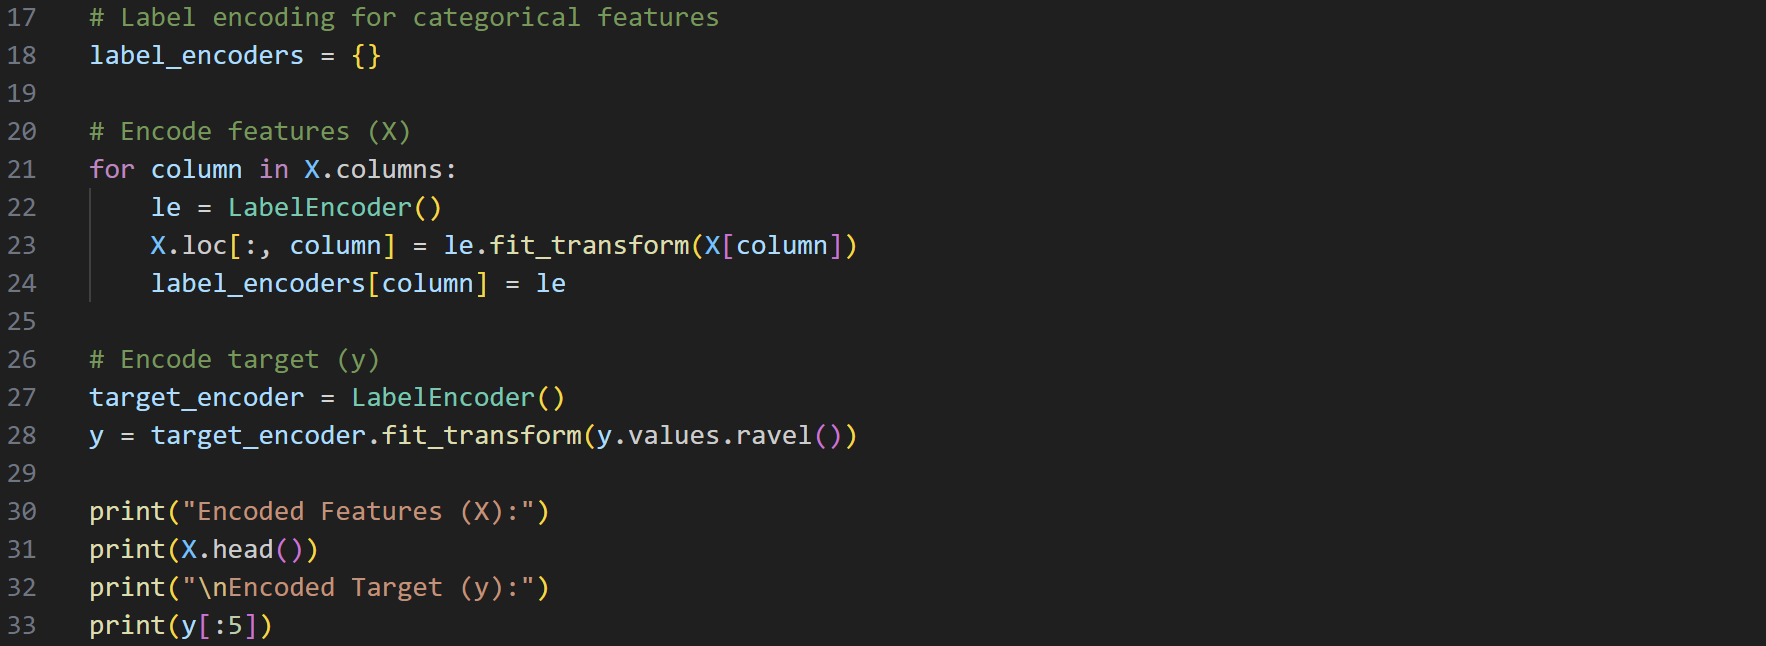 17 # Label encoding for categorical features
18 label_encoders = {}
19
20 # Encode features (X)
21 for column in X.columns:
22     le = LabelEncoder()
23     X.loc[:, column] = le.fit_transform(X[column])
24     label_encoders[column] = le
25
26 # Encode target (y)
27 target_encoder = LabelEncoder()
28 y = target_encoder.fit_transform(y.values.ravel())
29
30 print("Encoded Features (X):")
31 print(X.head())
32 print("\nEncoded Target (y):")
33 print(y[:5])